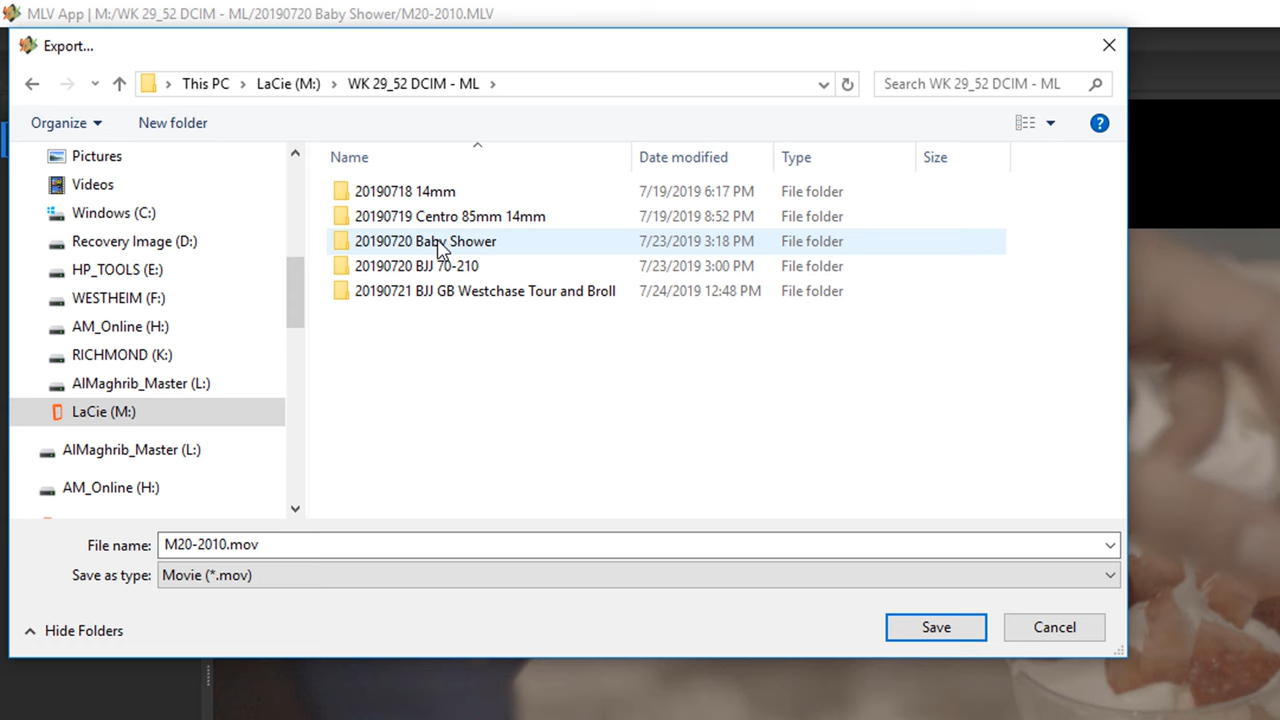 MLV App | M:/WK 29_52 DCIM - ML/20190720 Baby Shower/M20-2010.MLV
Export...
This PC > LaCie (M:) > WK 29_52 DCIM - ML >
Search WK 29_52 DCIM - ML
Organize
New folder
Name
Date modified
Type
Size
Pictures
Videos
Windows (C:)
Recovery Image (D:)
HP_TOOLS (E:)
WESTHEIM (F:)
AM_Online (H:)
RICHMOND (K:)
AlMaghrib_Master (L:)
LaCie (M:)
AlMaghrib_Master (L:)
AM_Online (H:)
20190718 14mm 7/19/2019 6:17 PM File folder
20190719 Centro 85mm 14mm 7/19/2019 8:52 PM File folder
20190720 Baby Shower 7/23/2019 3:18 PM File folder
20190720 BJJ 70-210 7/23/2019 3:00 PM File folder
20190721 BJJ GB Westchase Tour and Broll 7/24/2019 12:48 PM File folder
File name: M20-2010.mov
Save as type: Movie (*.mov)
Hide Folders
Save
Cancel